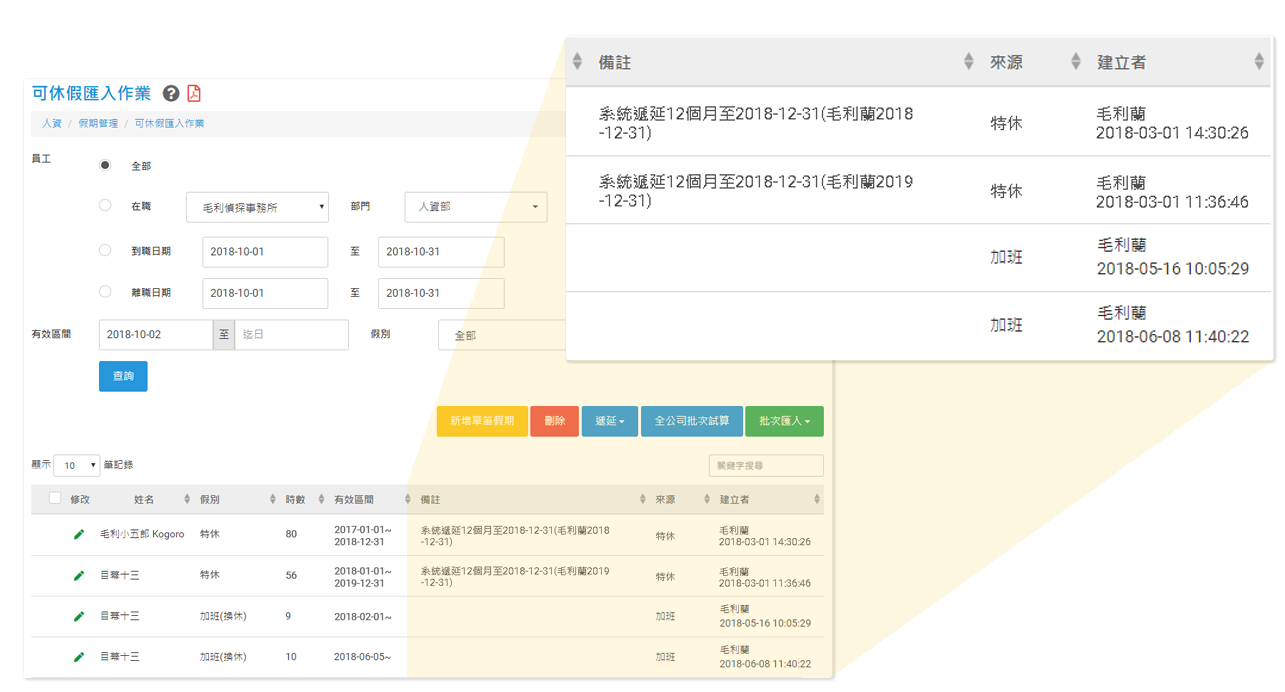 備註 來源 建立者
系統遞延12個月至2018-12-31(毛利蘭2018
-12-31)
特休
毛利蘭
2018-03-01 14:30:26
系統遞延12個月至2018-12-31(毛利蘭2019
-12-31)
特休
毛利蘭
2018-03-01 11:36:46
加班
毛利蘭
2018-05-16 10:05:29
加班
毛利蘭
2018-06-08 11:40:22
可休假匯入作業 ?
人資 / 假期管理 / 可休假匯入作業
員工 全部
在職 毛利偵探事務所 部門 人資部
到職日期 2018-10-01 至 2018-10-31
離職日期 2018-10-01 至 2018-10-31
有效區間 2018-10-02 至 迄日 假別 全部
查詢
新增單筆假期 刪除 遞延 全公司批次試算 批次匯入
顯示 10 筆記錄 關鍵字搜尋
修改 姓名 假別 時數 有效區間 備註 來源 建立者
毛利小五郎 Kogoro 特休 80
2017-01-01~
2018-12-31
系統遞延12個月至2018-12-31(毛利蘭2018
-12-31)
特休
毛利蘭
2018-03-01 14:30:26
目暮十三 特休 56
2018-01-01~
2019-12-31
系統遞延12個月至2018-12-31(毛利蘭2019
-12-31)
特休
毛利蘭
2018-03-01 11:36:46
目暮十三 加班(換休) 9 2018-02-01~ 加班
毛利蘭
2018-05-16 10:05:29
目暮十三 加班(換休) 10 2018-06-05~ 加班
毛利蘭
2018-06-08 11:40:22